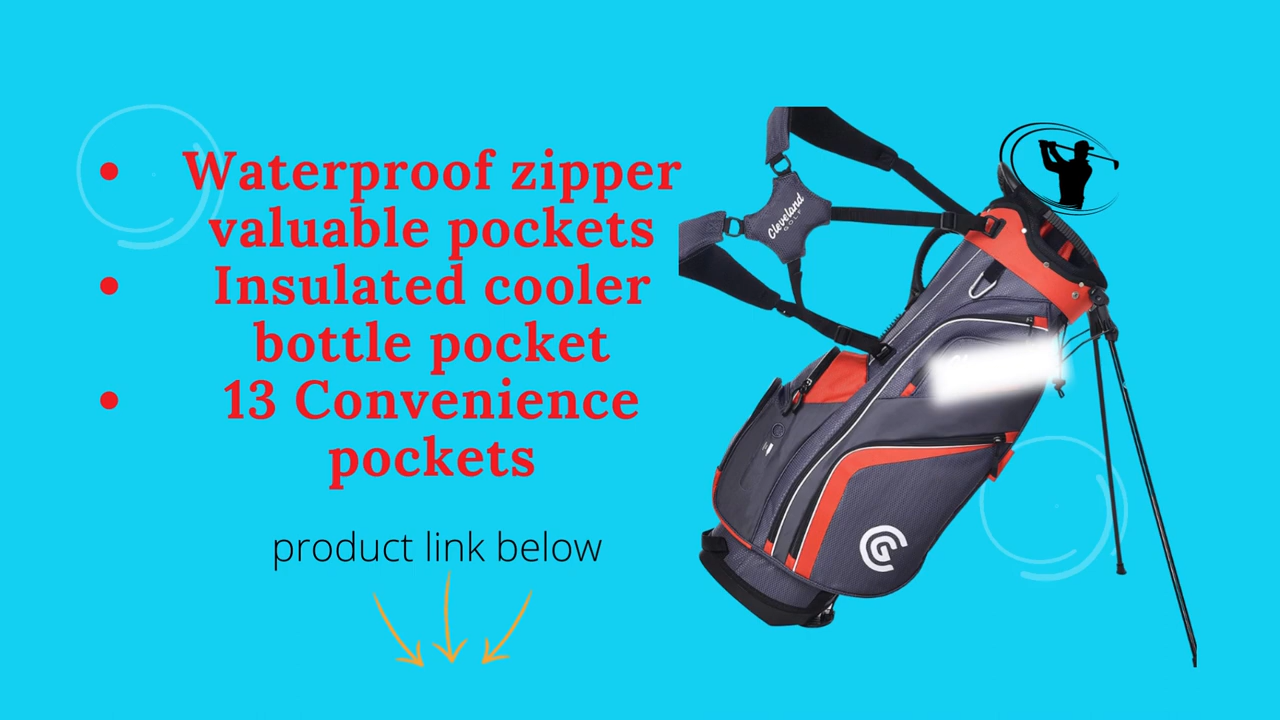 • Waterproof zipper
valuable pockets
• Insulated cooler
bottle pocket
• 13 Convenience
pockets
product link below
Cleveland
GOLF